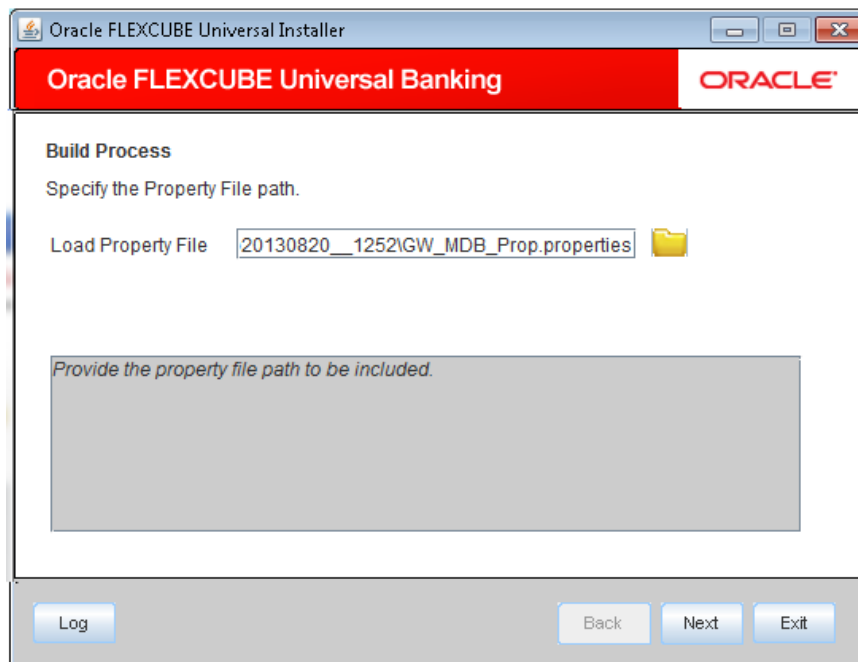 Oracle FLEXCUBE Universal Installer
Oracle FLEXCUBE Universal Banking
ORACLE
Build Process
Specify the Property File path.
Load Property File 20130820__1252\GW_MDB_Prop.properties
Provide the property file path to be included.
Log Back Next Exit